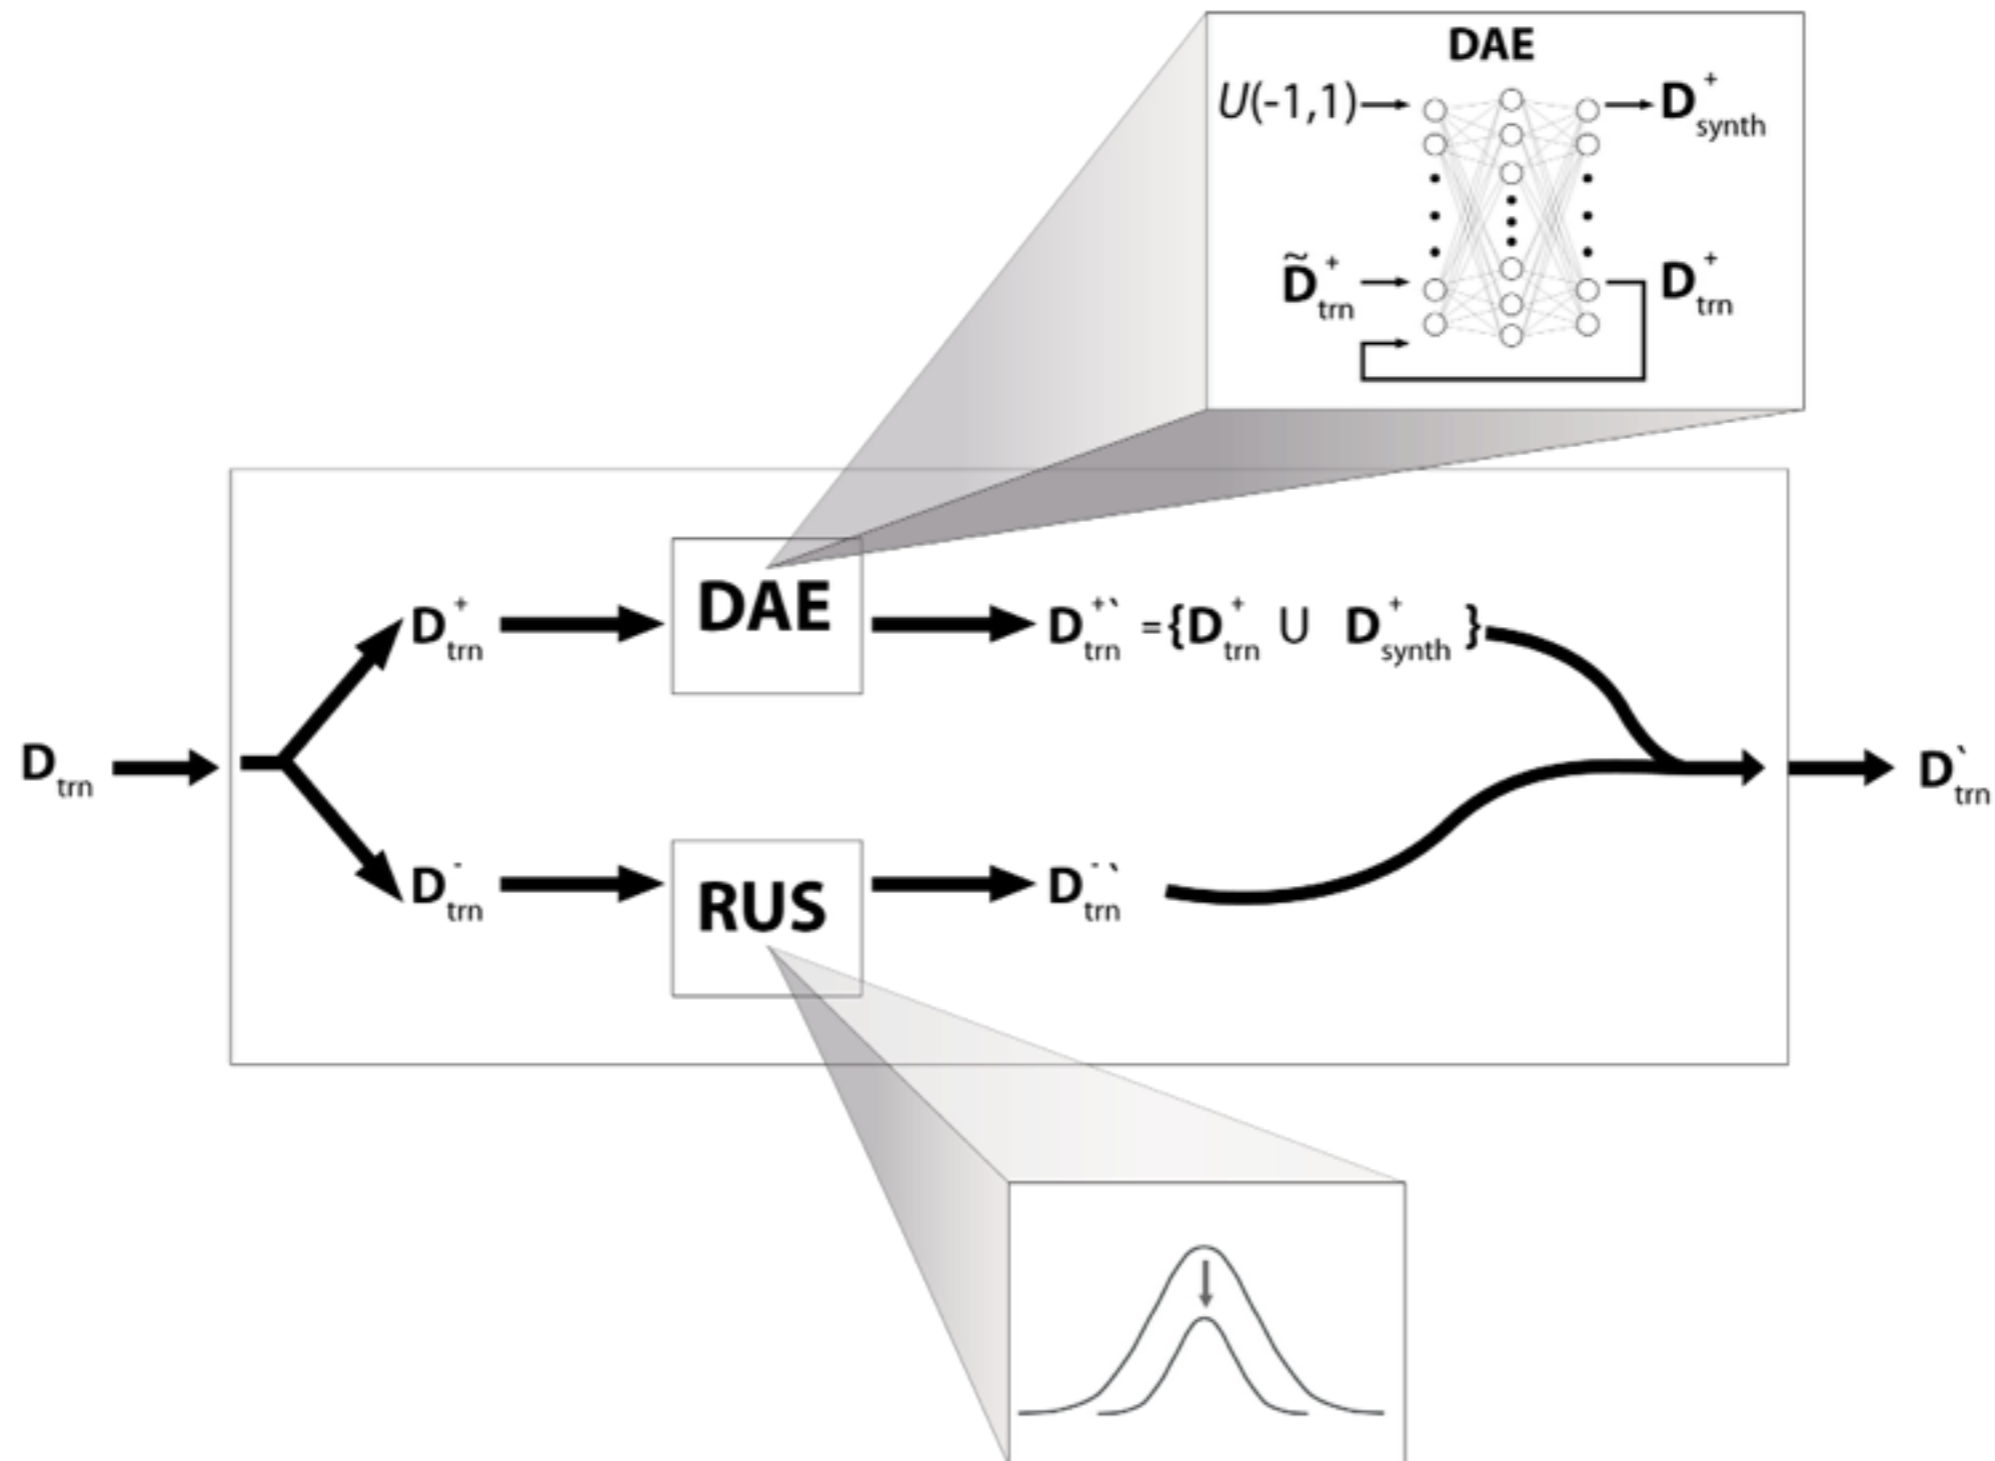 DAE
U(-1,1) D⁺synth
D̃⁺trn D⁺trn
DAE
D⁺trn D⁺`trn ={D⁺trn U D⁺synth }
Dtrn D`trn
D⁻trn RUS D⁻`trn